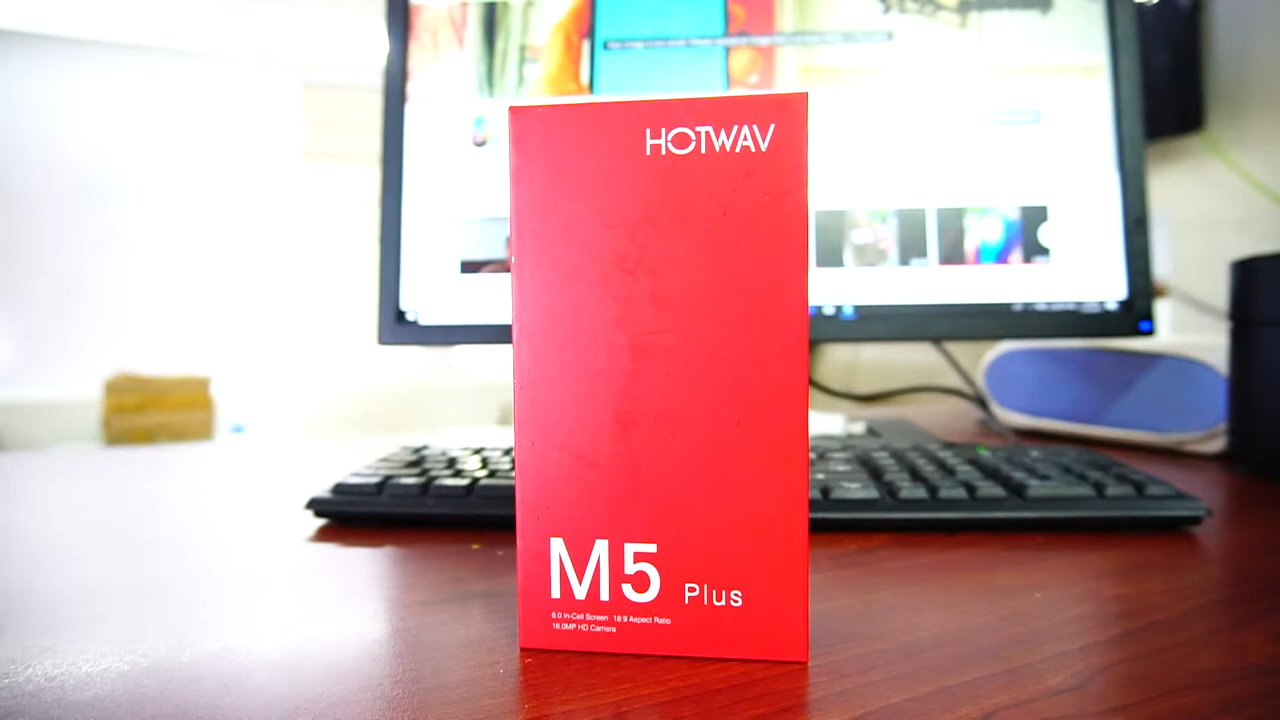 HOTWAV
M5 Plus
6.0 In-Cell Screen 18:9 Aspect Ratio
16.0MP HD Camera